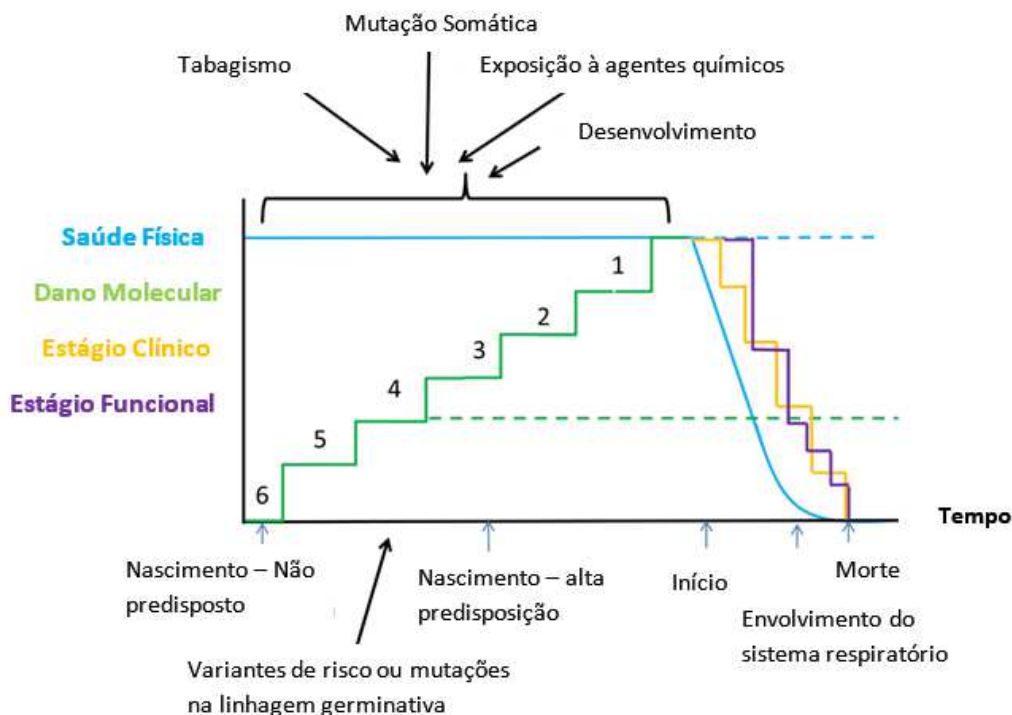 Mutação Somática
Tabagismo
Exposição à agentes químicos
Desenvolvimento
Saúde Física
Dano Molecular
Estágio Clínico
Estágio Funcional
1
2
3
4
5
6
Tempo
Nascimento – Não
predisposto
Nascimento – alta
predisposição
Início
Morte
Envolvimento do
sistema respiratório
Variantes de risco ou mutações
na linhagem germinativa